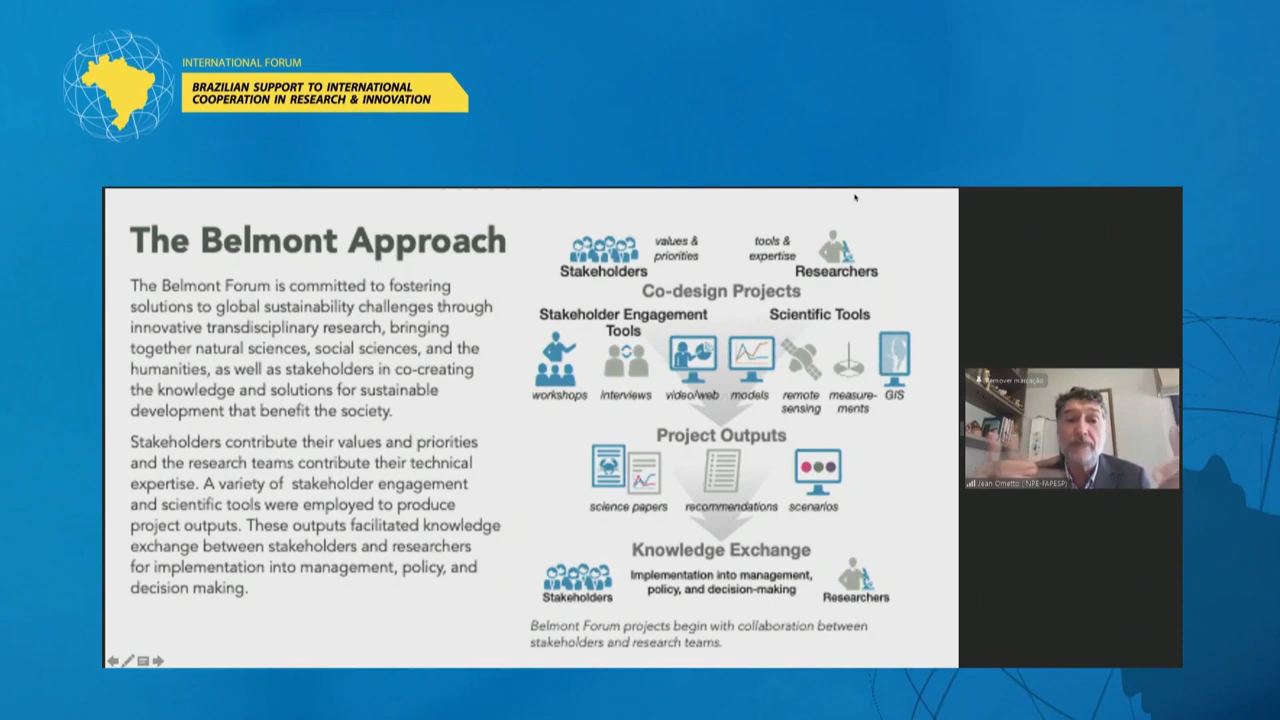 INTERNATIONAL FORUM
BRAZILIAN SUPPORT TO INTERNATIONAL
COOPERATION IN RESEARCH & INNOVATION
The Belmont Approach
The Belmont Forum is committed to fostering
solutions to global sustainability challenges through
innovative transdisciplinary research, bringing
together natural sciences, social sciences, and the
humanities, as well as stakeholders in co-creating
the knowledge and solutions for sustainable
development that benefit the society.
Stakeholders contribute their values and priorities
and the research teams contribute their technical
expertise. A variety of stakeholder engagement
and scientific tools were employed to produce
project outputs. These outputs facilitated knowledge
exchange between stakeholders and researchers
for implementation into management, policy, and
decision making.
values &
priorities
tools &
expertise
Stakeholders
Researchers
Co-design Projects
Stakeholder Engagement
Tools
Scientific Tools
workshops
interviews
video/web
models
remote
sensing
measure-
ments
GIS
Project Outputs
science papers
recommendations
scenarios
Knowledge Exchange
Implementation into management,
policy, and decision-making
Stakeholders
Researchers
Belmont Forum projects begin with collaboration between
stakeholders and research teams.
Remover marcação
Jean Ometto (INPE-FAPESP)